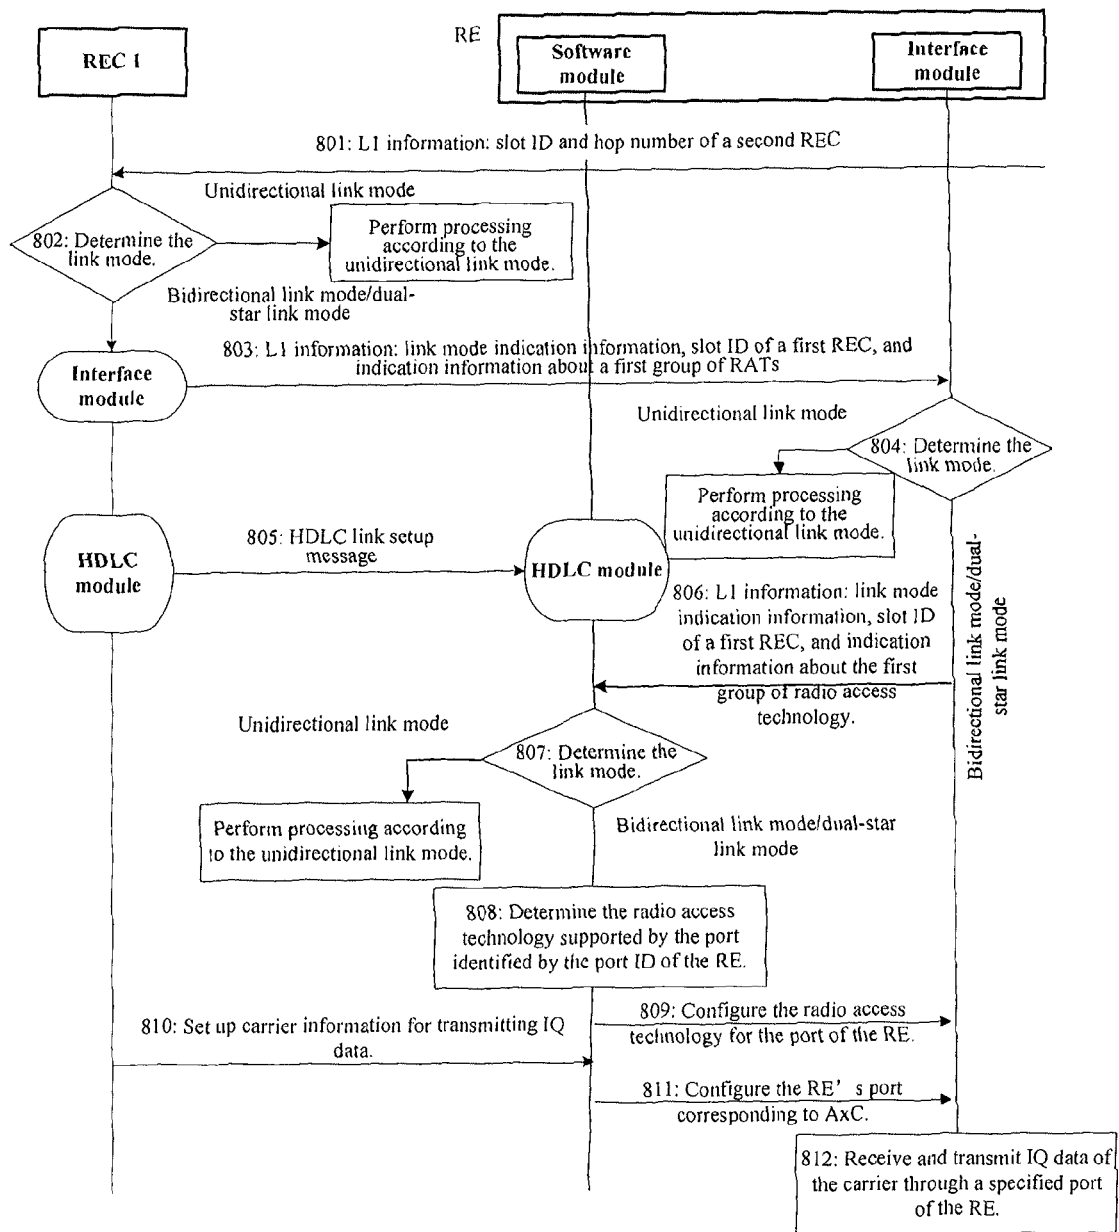 RE
REC 1
Software
module
Interface
module
801: L1 information: slot ID and hop number of a second REC
Unidirectional link mode
802: Determine the
link mode.
Perform processing
according to the
unidirectional link mode.
Bidirectional link mode/dual-
star link mode
803: L1 information: link mode indication information, slot ID of a first REC, and
indication information about a first group of RATs
Interface
module
Unidirectional link mode
804: Determine the
link mode.
Perform processing
according to the
unidirectional link mode.
805: HDLC link setup
message
HDLC
module
HDLC module
806: L1 information: link mode
indication information, slot ID
of a first REC, and indication
information about the first
group of radio access
technology.
Bidirectional link mode/dual-
star link mode
Unidirectional link mode
807: Determine the
link mode.
Perform processing according
to the unidirectional link mode.
Bidirectional link mode/dual-star
link mode
808: Determine the radio access
technology supported by the port
identified by the port ID of the RE.
809: Configure the radio access
technology for the port of the RE.
810: Set up carrier information for transmitting IQ
data.
811: Configure the RE's port
corresponding to AxC.
812: Receive and transmit IQ data of
the carrier through a specified port
of the RE.